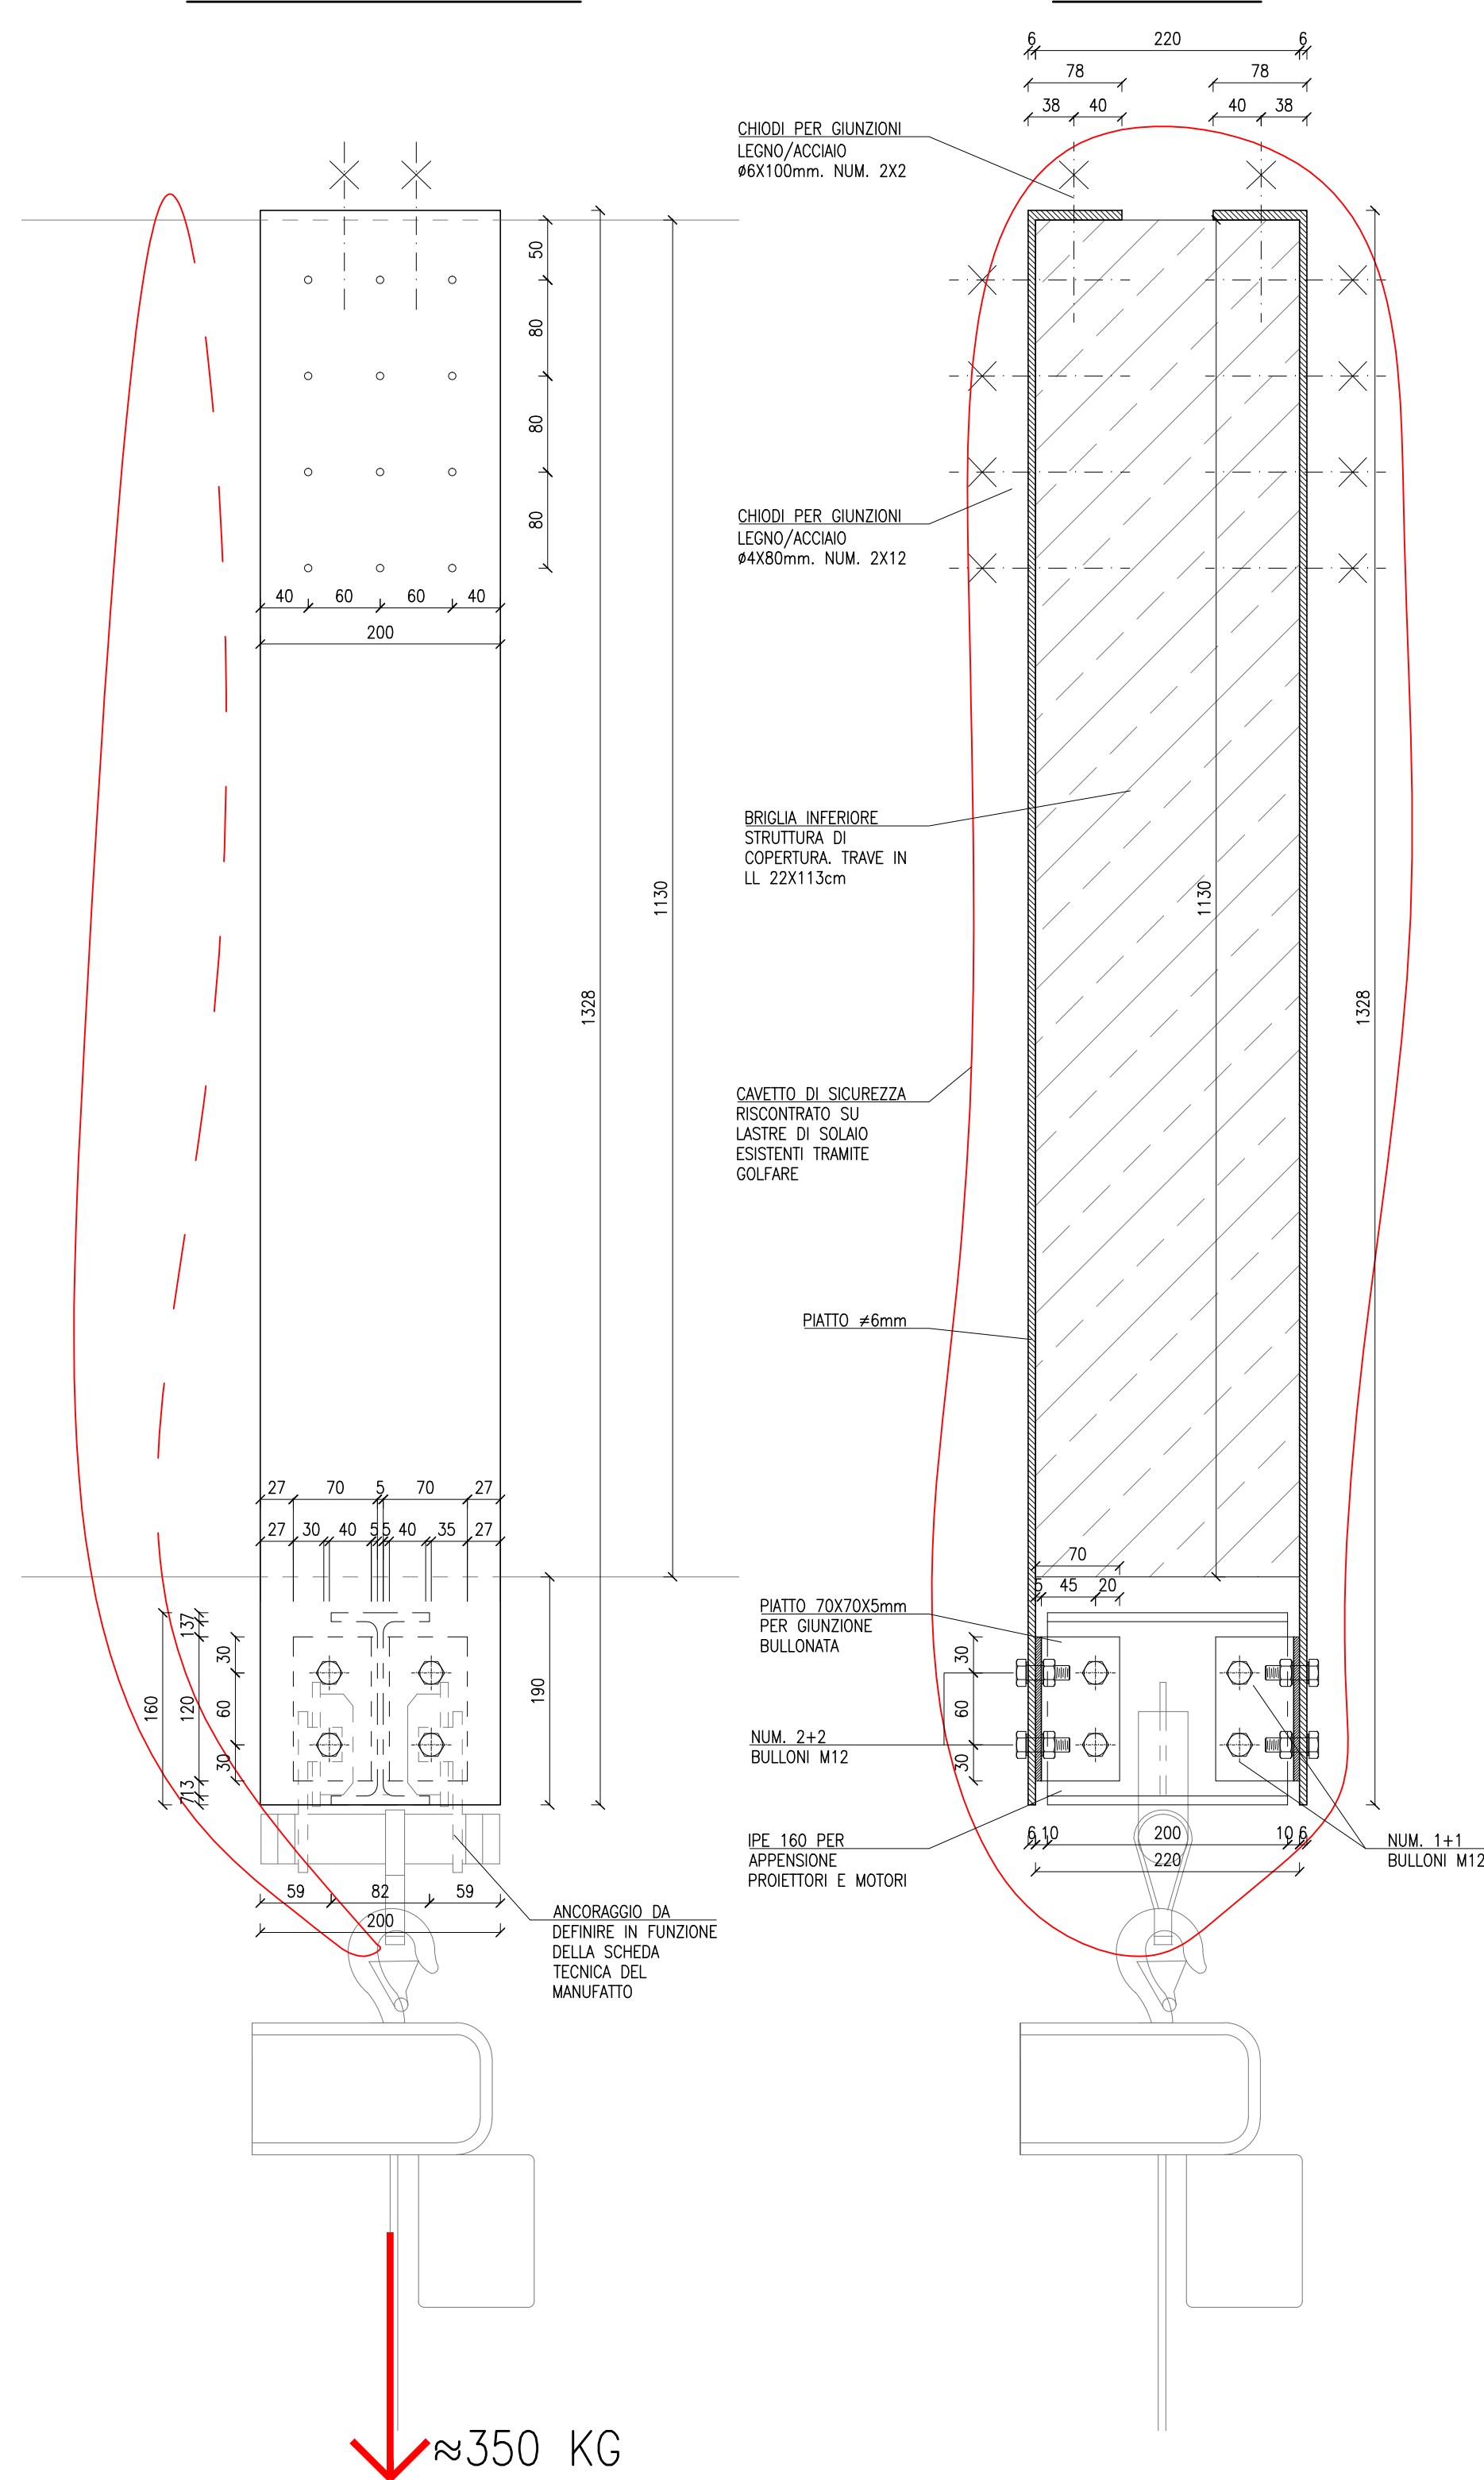 6
220
6
78
78
38
40
40
38
CHIODI PER GIUNZIONI
LEGNO/ACCIAIO
ø6X100mm. NUM. 2X2
50
80
80
80
CHIODI PER GIUNZIONI
LEGNO/ACCIAIO
ø4X80mm. NUM. 2X12
40
60
60
40
200
BRIGLIA INFERIORE
STRUTTURA DI
COPERTURA. TRAVE IN
LL 22X113cm
1130
1130
1328
1328
CAVETTO DI SICUREZZA
RISCONTRATO SU
LASTRE DI SOLAIO
ESISTENTI TRAMITE
GOLFARE
PIATTO ≠6mm
27
70
5
70
27
27
30
40
5
5
40
35
27
70
5
45
20
PIATTO 70X70X5mm
PER GIUNZIONE
BULLONATA
137
160
120
713
30
60
30
190
30
60
30
NUM. 2+2
BULLONI M12
IPE 160 PER
APPENSIONE
PROIETTORI E MOTORI
6
10
200
10
6
220
NUM. 1+1
BULLONI M12
59
82
59
200
ANCORAGGIO DA
DEFINIRE IN FUNZIONE
DELLA SCHEDA
TECNICA DEL
MANUFATTO
≈350 KG